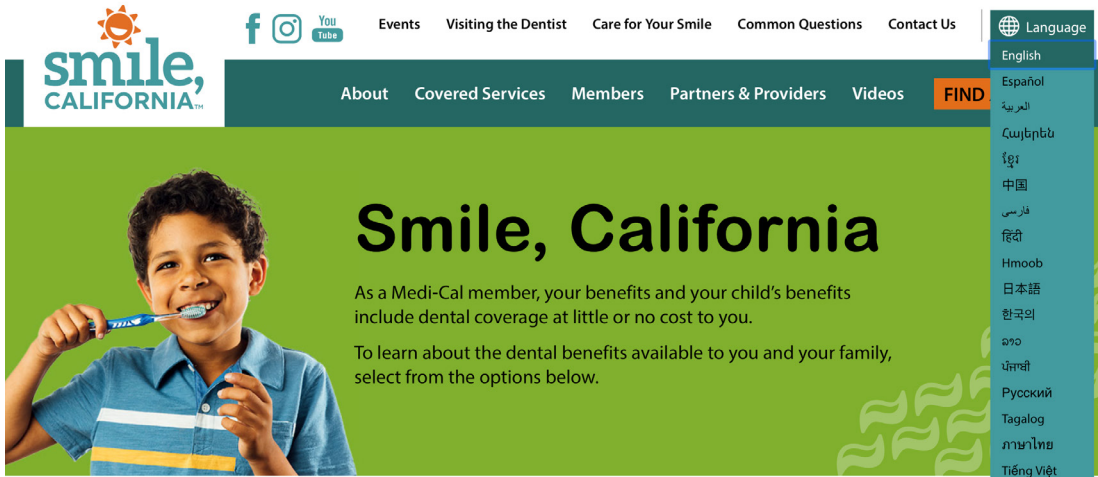 smile,
CALIFORNIA™
You
Tube
Events
Visiting the Dentist
Care for Your Smile
Common Questions
Contact Us
Language
About
Covered Services
Members
Partners & Providers
Videos
FIND
English
Español
العربية
Հայերեն
ខ្មែរ
中国
فارسی
हिंदी
Hmoob
日本語
한국의
ລາວ
ਪੰਜਾਬੀ
Русский
Tagalog
ภาษาไทย
Tiếng Việt
Smile, California
As a Medi-Cal member, your benefits and your child’s benefits
include dental coverage at little or no cost to you.
To learn about the dental benefits available to you and your family,
select from the options below.